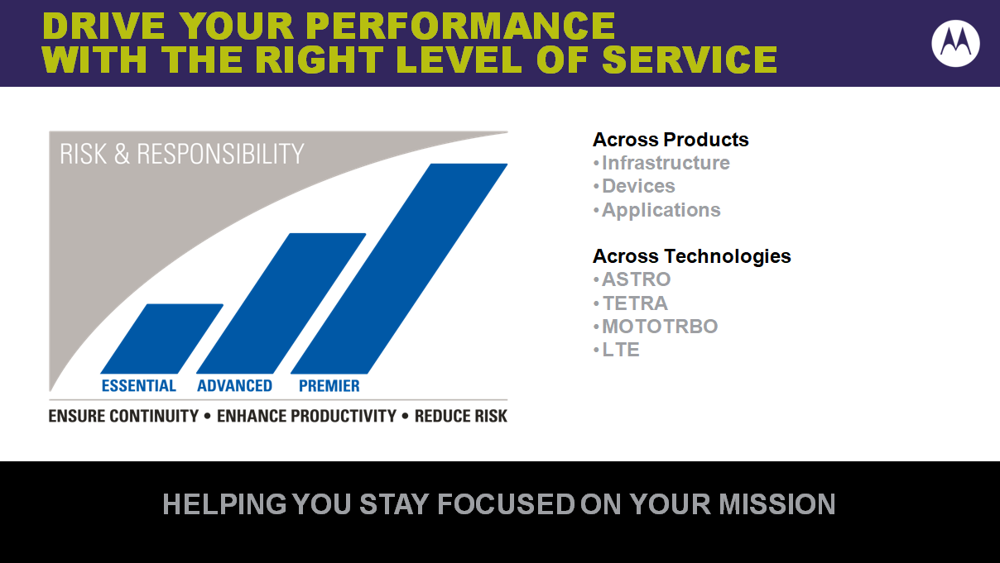 DRIVE YOUR PERFORMANCE
WITH THE RIGHT LEVEL OF SERVICE
RISK & RESPONSIBILITY
ESSENTIAL ADVANCED PREMIER
ENSURE CONTINUITY • ENHANCE PRODUCTIVITY • REDUCE RISK
Across Products
•Infrastructure
•Devices
•Applications
Across Technologies
•ASTRO
•TETRA
•MOTOTRBO
•LTE
HELPING YOU STAY FOCUSED ON YOUR MISSION